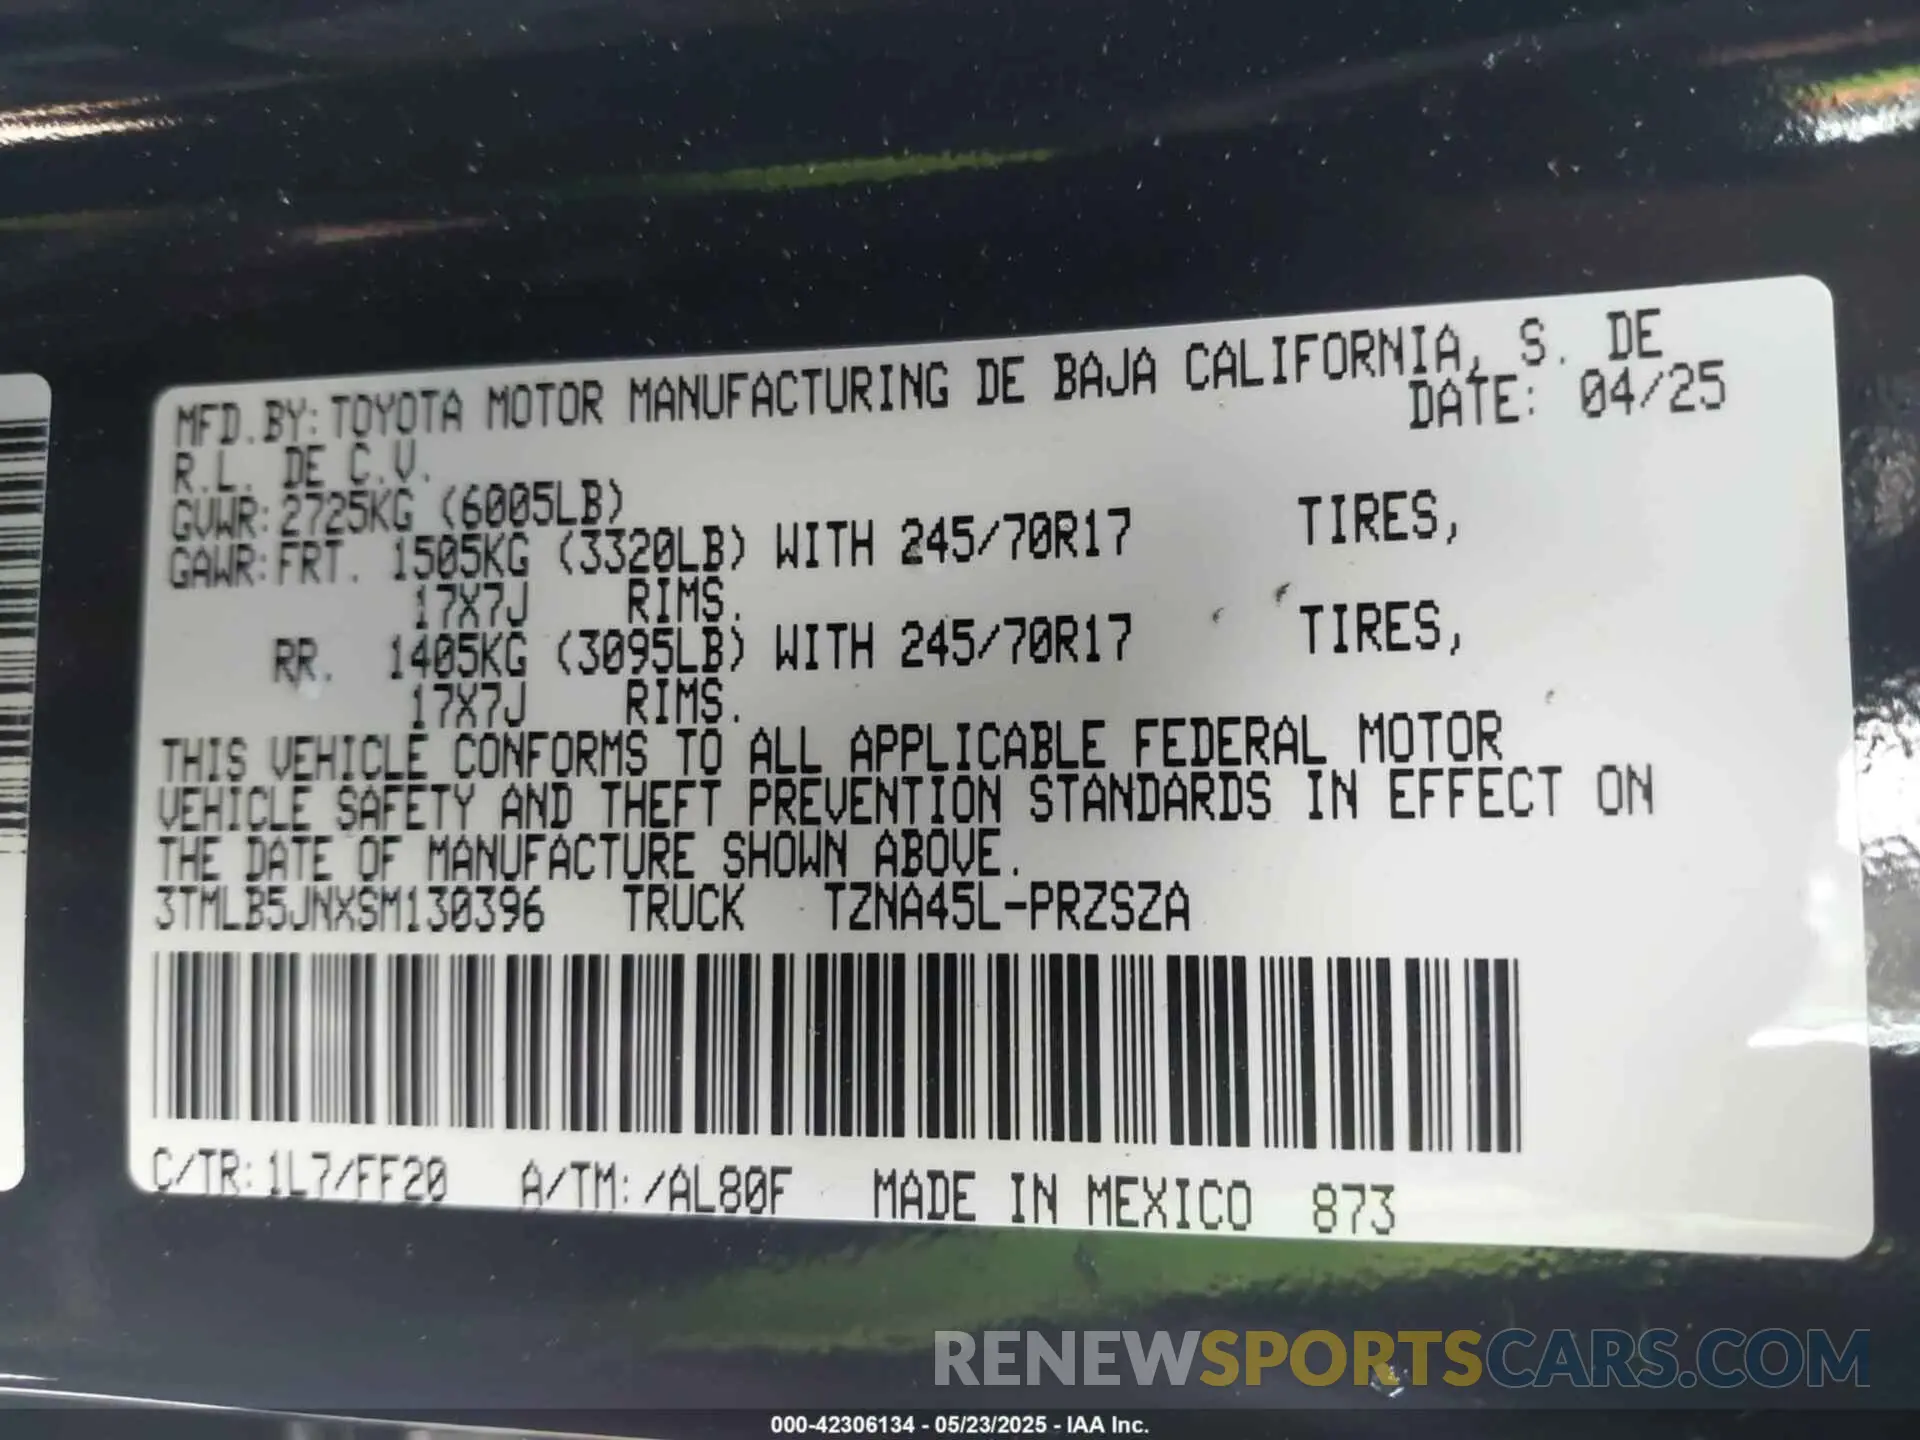 MFD.BY: TOYOTA MOTOR MANUFACTURING DE BAJA CALIFORNIA, S. DE
R.L. DE C.V.
DATE: 04/25
GVWR: 2725KG (6005LB)
GAWR: FRT. 1505KG (3320LB) WITH 245/70R17 TIRES,
17X7J RIMS.
RR. 1405KG (3095LB) WITH 245/70R17 TIRES,
17X7J RIMS.
THIS VEHICLE CONFORMS TO ALL APPLICABLE FEDERAL MOTOR
VEHICLE SAFETY AND THEFT PREVENTION STANDARDS IN EFFECT ON
THE DATE OF MANUFACTURE SHOWN ABOVE.
3TMLB5JNXSM130396 TRUCK TZNA45L-PRZSZA
C/TR: 1L7/FF20 A/TM: /AL80F MADE IN MEXICO 873
RENEWSPORTSCARS.COM
000-42306134 - 05/23/2025 - IAA Inc.